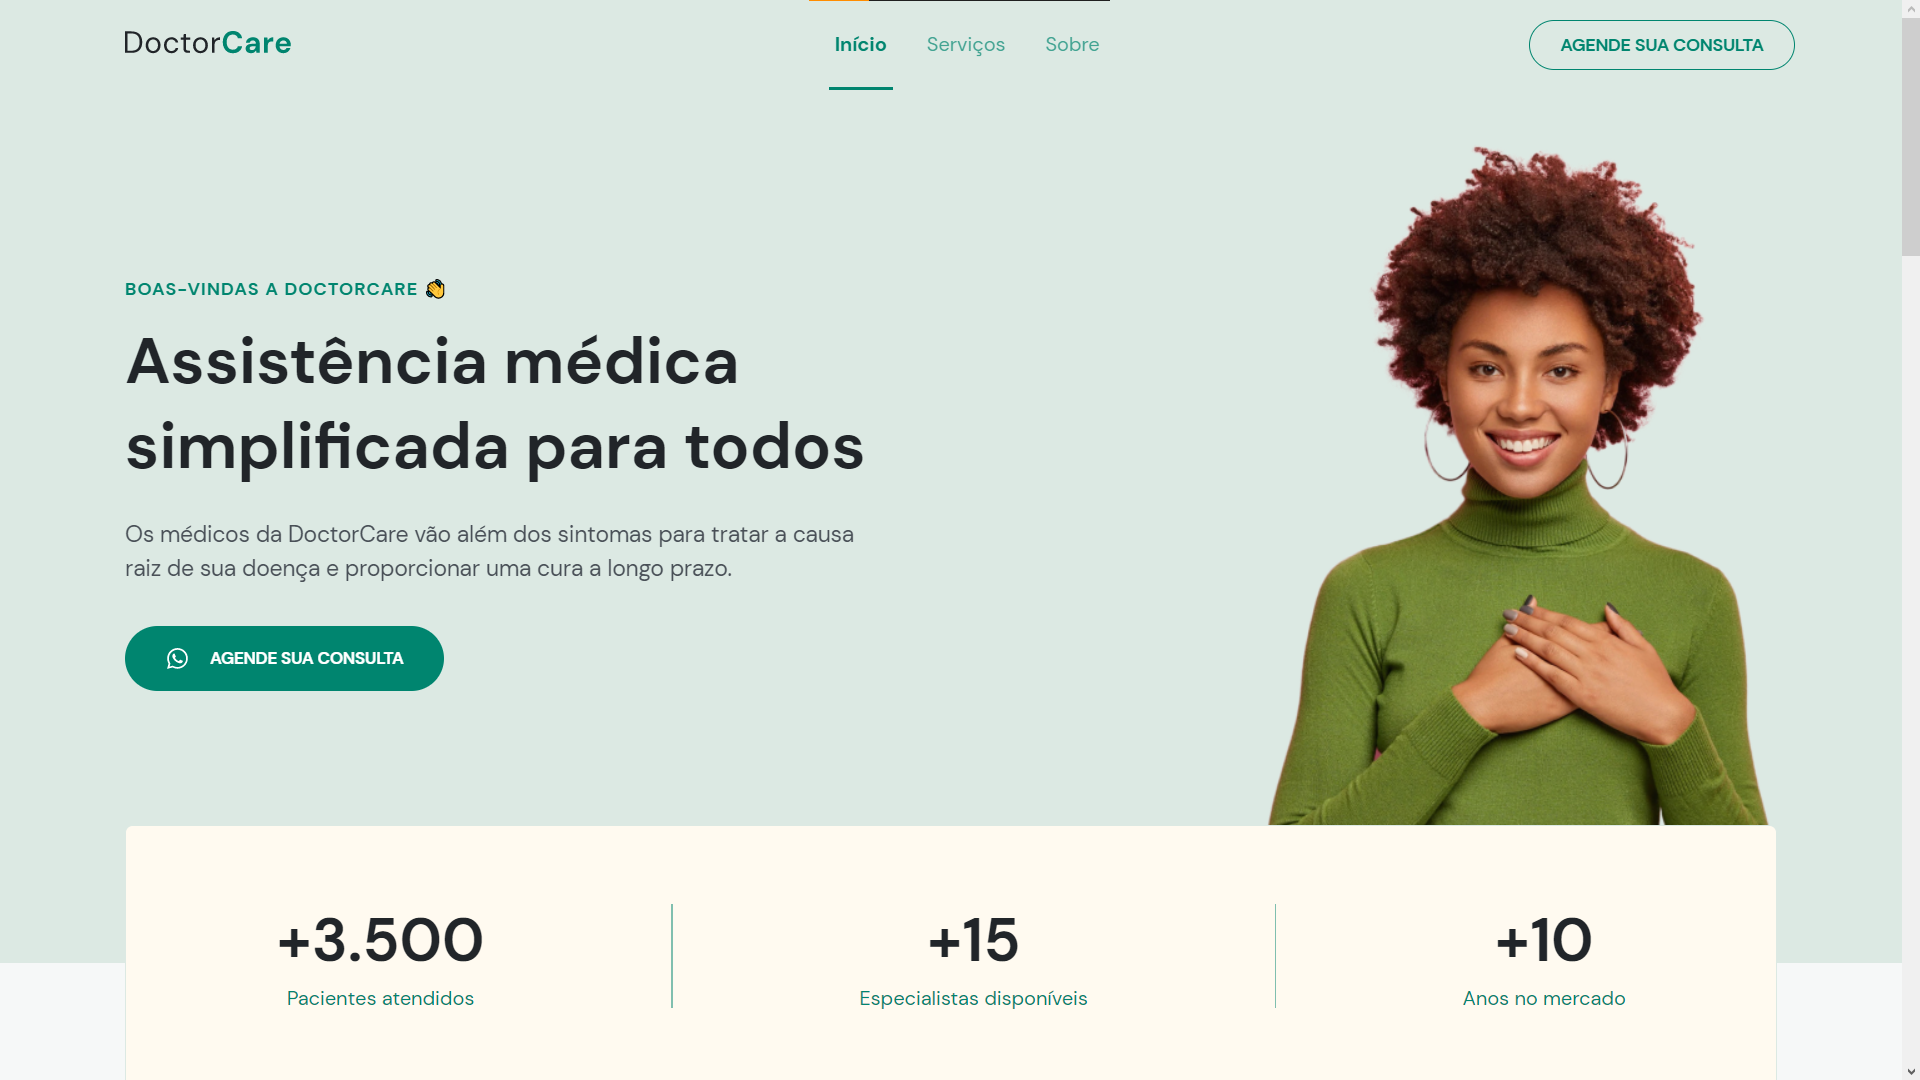 DoctorCare
Início Serviços Sobre
AGENDE SUA CONSULTA
BOAS-VINDAS A DOCTORCARE 👋
Assistência médica
simplificada para todos
Os médicos da DoctorCare vão além dos sintomas para tratar a causa
raiz de sua doença e proporcionar uma cura a longo prazo.
AGENDE SUA CONSULTA
+3.500
Pacientes atendidos
+15
Especialistas disponíveis
+10
Anos no mercado